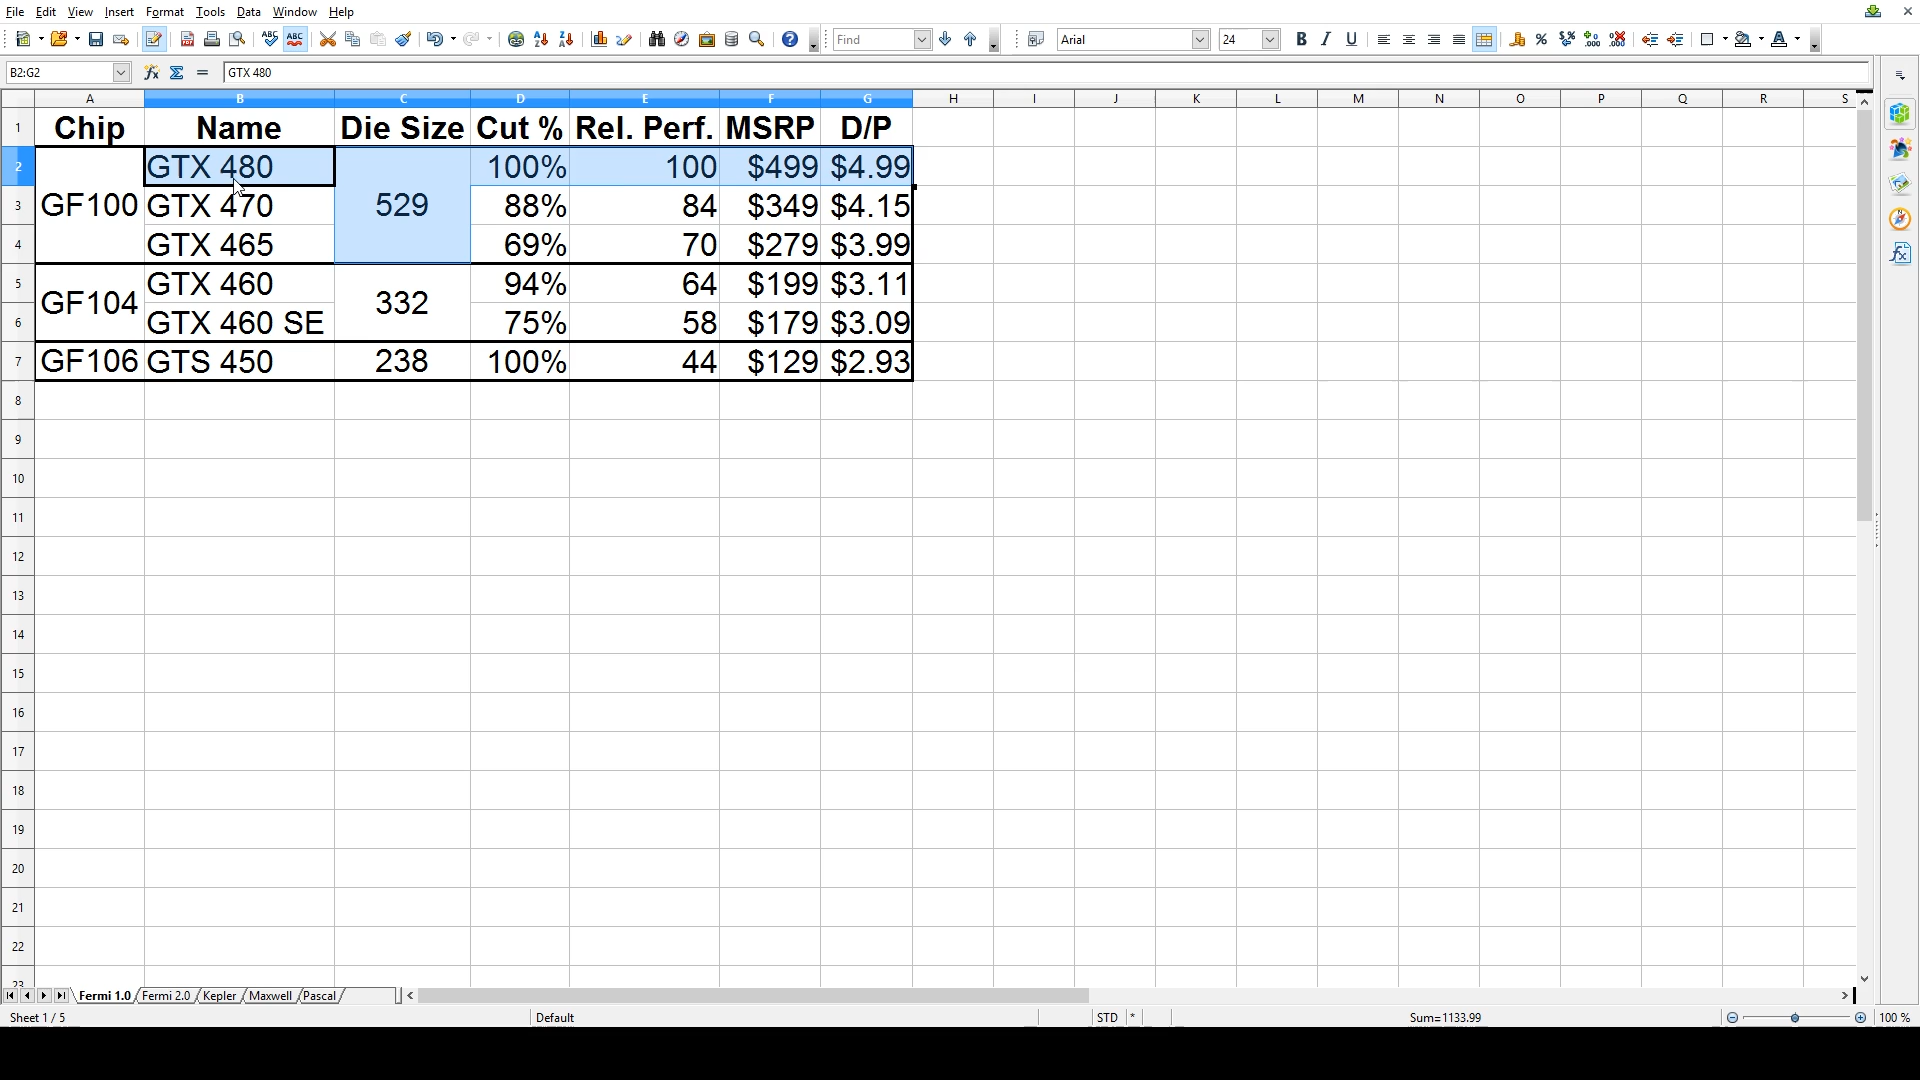 File Edit View Insert Format Tools Data Window Help
Find Arial 24
B2:G2 GTX 480
A B C D E F G H I J K L M N O P Q R S
1 Chip Name Die Size Cut % Rel. Perf. MSRP D/P
2 GTX 480 100% 100 $499 $4.99
3 GF100 GTX 470 529 88% 84 $349 $4.15
4 GTX 465 69% 70 $279 $3.99
5 GTX 460 94% 64 $199 $3.11
GF104 332
6 GTX 460 SE 75% 58 $179 $3.09
7 GF106 GTS 450 238 100% 44 $129 $2.93
8
9
10
11
12
13
14
15
16
17
18
19
20
21
22
23
Fermi 1.0 Fermi 2.0 Kepler Maxwell Pascal
Sheet 1 / 5 Default STD * Sum=1133.99 100 %